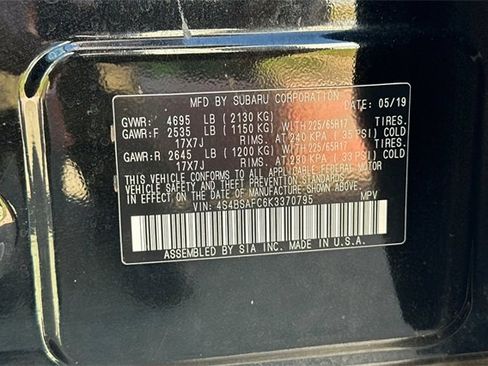 MFD BY SUBARU CORPORATION DATE: 05/19
GVWR: 4695 LB (2130 KG)
GAWR:F 2535 LB (1150 KG) WITH 225/65R17 TIRES.
17X7J RIMS. AT 240 KPA (35 PSI) COLD
GAWR:R 2645 LB (1200 KG) WITH 225/65R17 TIRES.
17X7J RIMS. AT 230 KPA (33 PSI) COLD
THIS VEHICLE CONFORMS TO ALL APPLICABLE FEDERAL MOTOR
VEHICLE SAFETY AND THEFT PREVENTION STANDARDS
IN EFFECT ON THE DATE OF MANUFACTURE SHOWN ABOVE.
VIN: 4S4BSAFC6K3370795 MPV
ASSEMBLED BY SIA INC. MADE IN U.S.A.